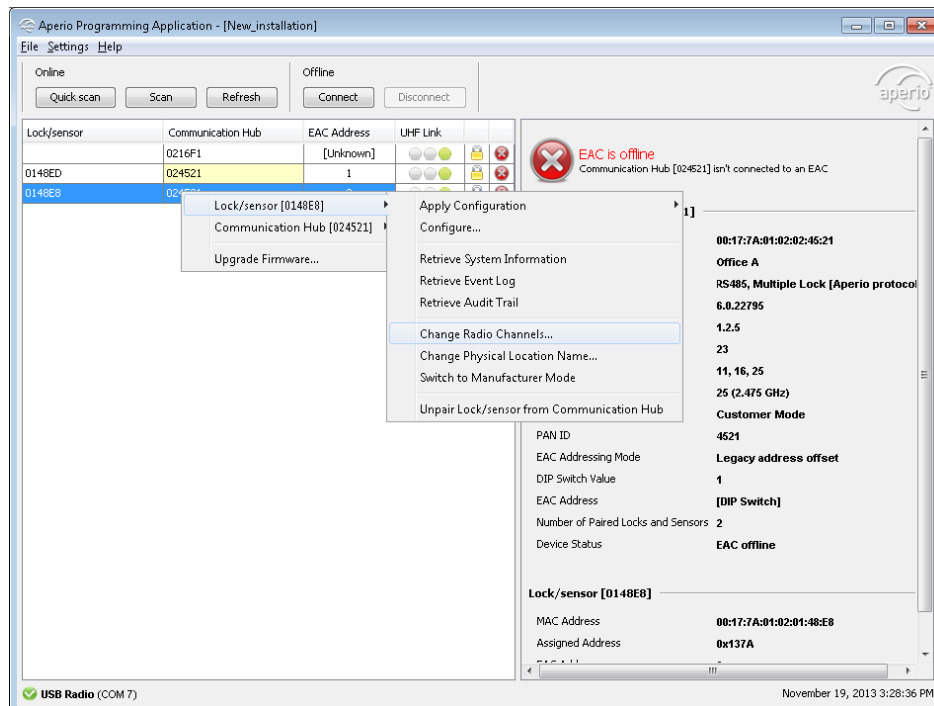 Aperio Programming Application - [New_installation]
File Settings Help
Online Offline
Quick scan Scan Refresh Connect Disconnect
aperio
Lock/sensor Communication Hub EAC Address UHF Link
0216F1 [Unknown]
0148ED 024521 1
0148E8
EAC is offline
Communication Hub [024521] isn't connected to an EAC
Lock/sensor [0148E8]
Communication Hub [024521]
Upgrade Firmware...
Apply Configuration
Configure...
Retrieve System Information
Retrieve Event Log
Retrieve Audit Trail
Change Radio Channels...
Change Physical Location Name...
Switch to Manufacturer Mode
Unpair Lock/sensor from Communication Hub
1]
00:17:7A:01:02:02:45:21
Office A
RS485, Multiple Lock [Aperio protocol
6.0.22795
1.2.5
23
11, 16, 25
25 (2.475 GHz)
Customer Mode
PAN ID 4521
EAC Addressing Mode Legacy address offset
DIP Switch Value 1
EAC Address [DIP Switch]
Number of Paired Locks and Sensors 2
Device Status EAC offline
Lock/sensor [0148E8]
MAC Address 00:17:7A:01:02:01:48:E8
Assigned Address 0x137A
USB Radio (COM 7) November 19, 2013 3:28:36 PM